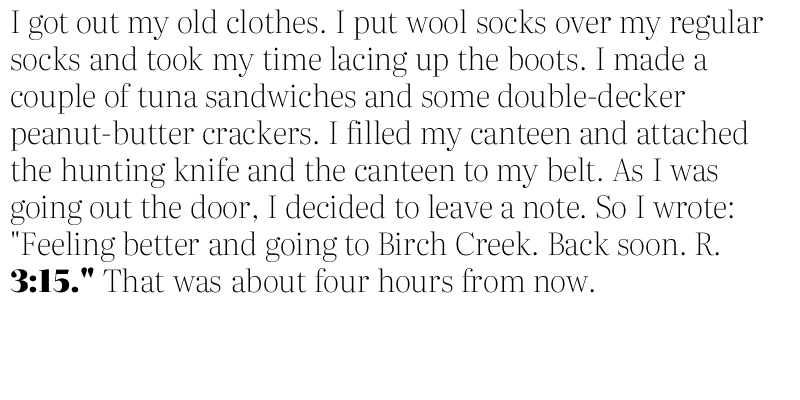 I got out my old clothes. I put wool socks over my regular
socks and took my time lacing up the boots. I made a
couple of tuna sandwiches and some double-decker
peanut-butter crackers. I filled my canteen and attached
the hunting knife and the canteen to my belt. As I was
going out the door, I decided to leave a note. So I wrote:
"Feeling better and going to Birch Creek. Back soon. R.
3:15." That was about four hours from now.